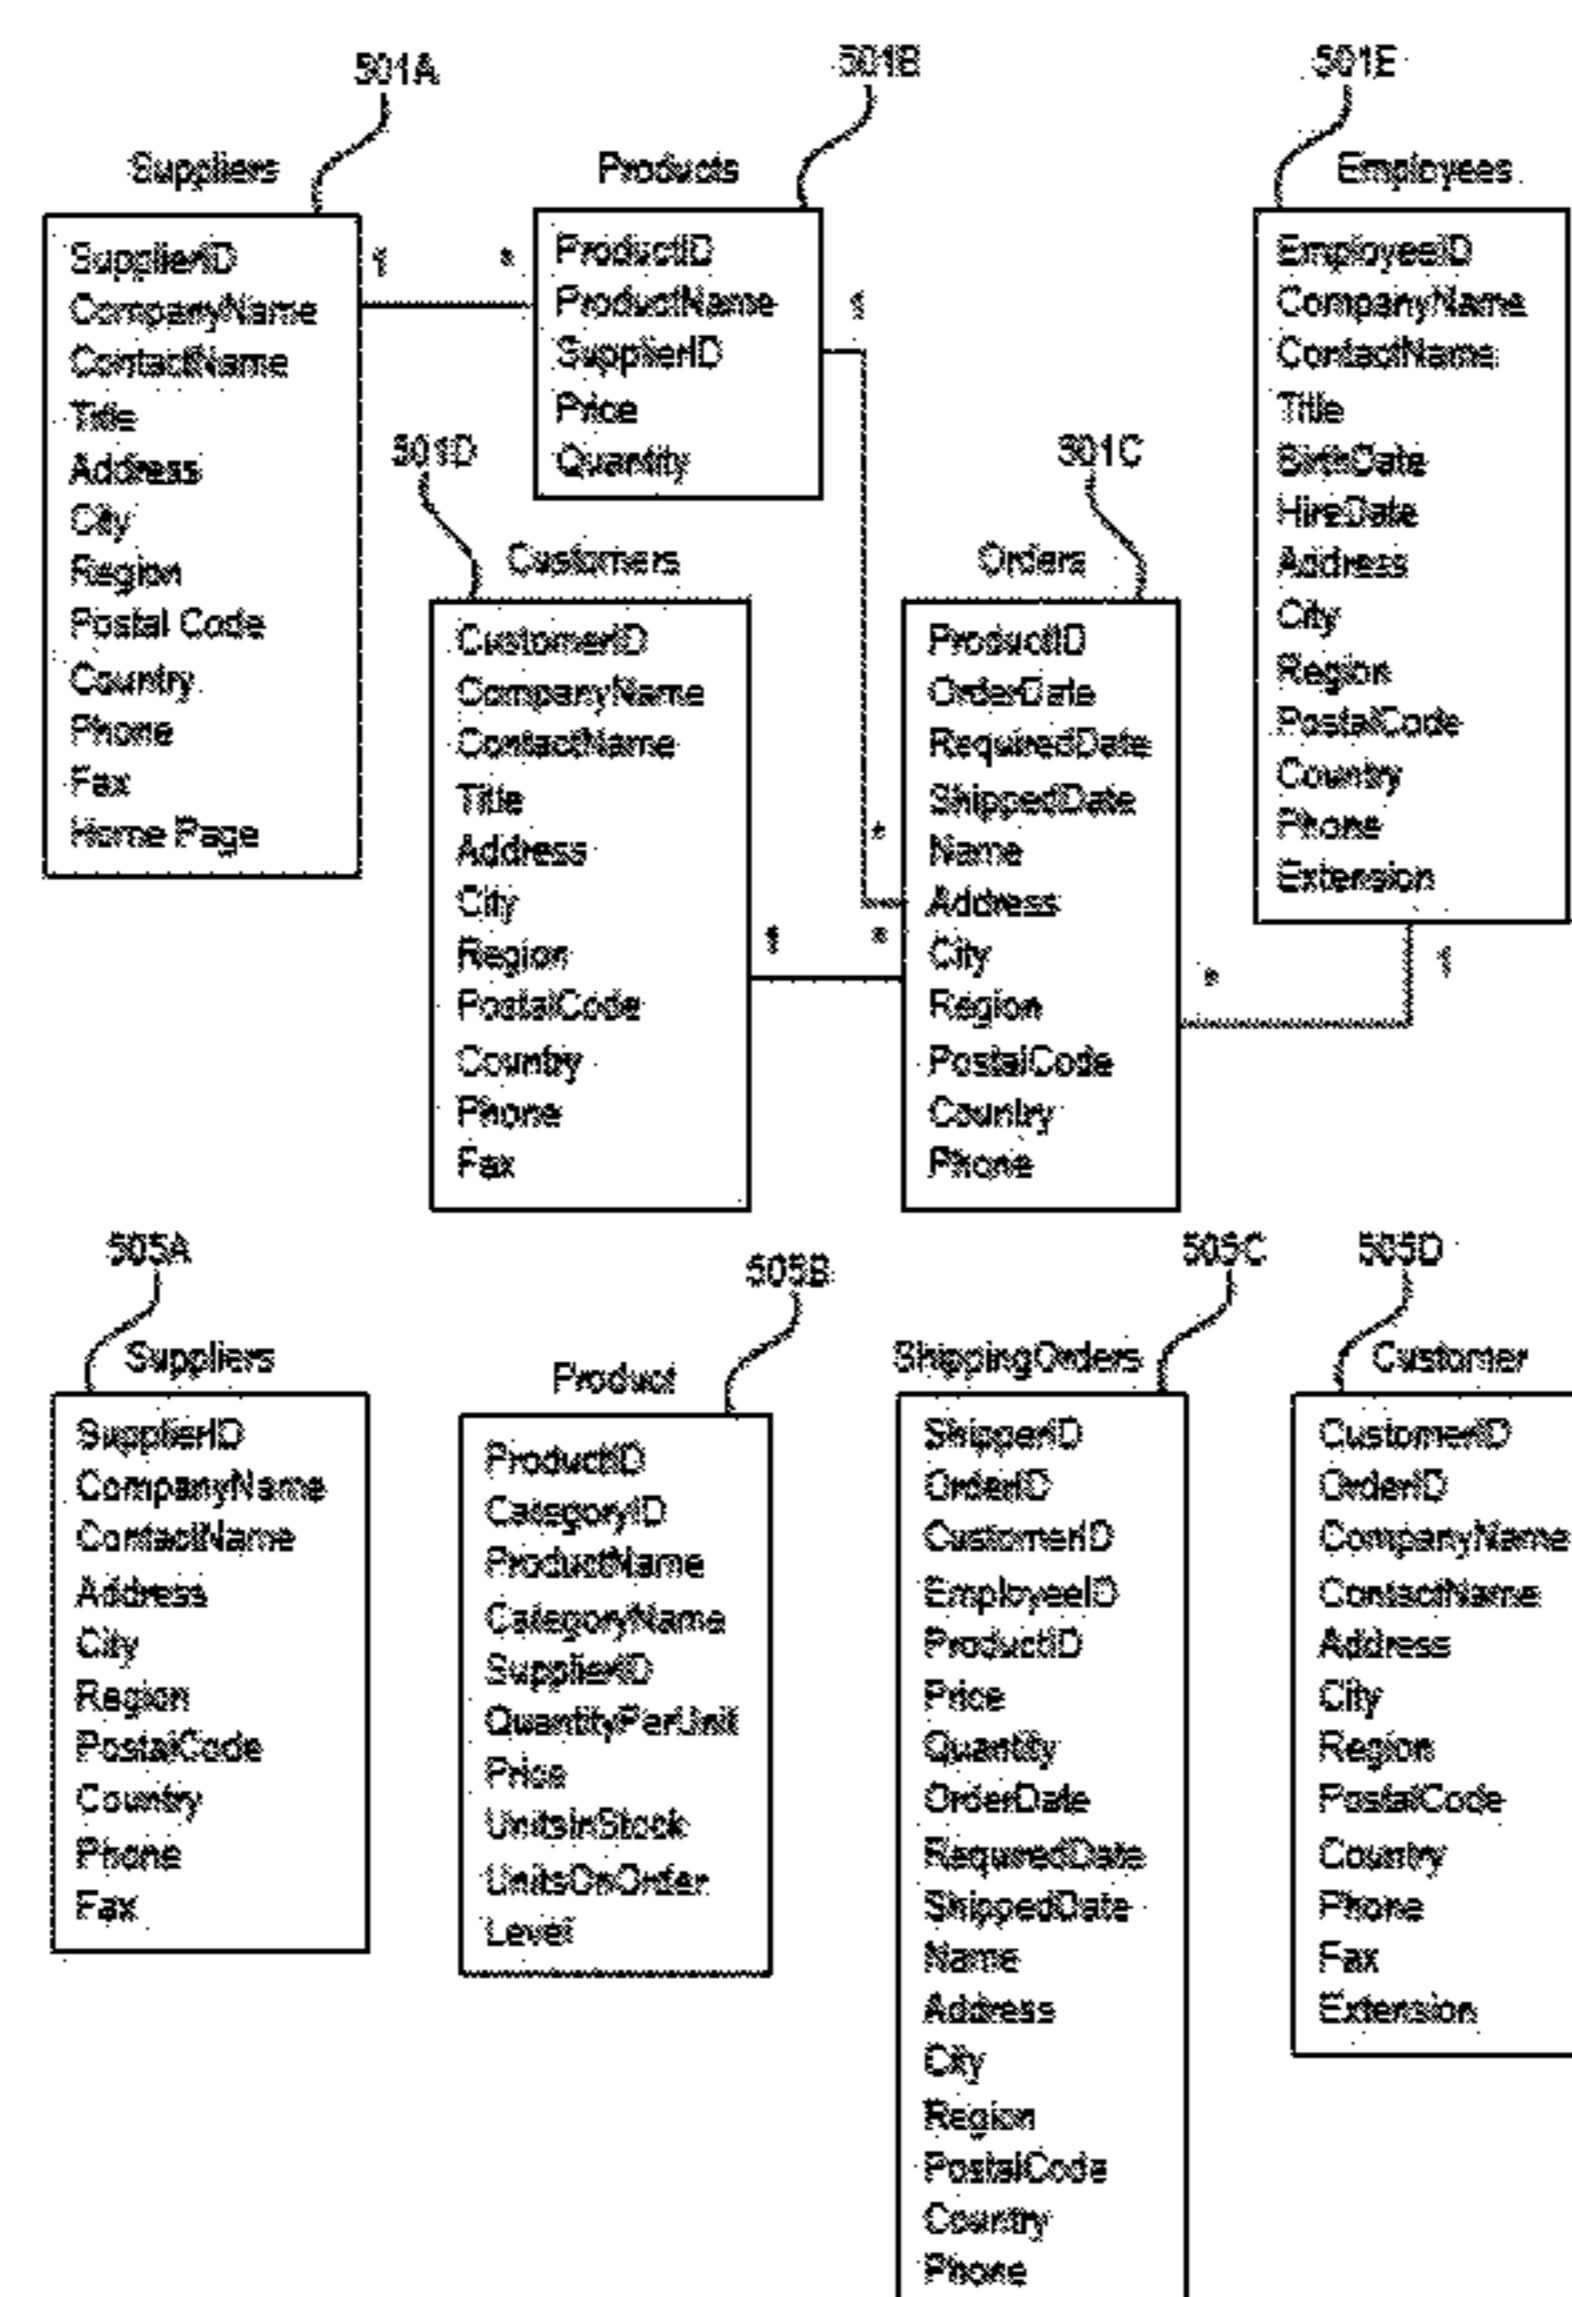 501A
Suppliers
SupplierID
CompanyName
ContactName
Title
Address
City
Region
Postal Code
Country
Phone
Fax
Home Page
1
*
501B
Products
ProductID
ProductName
SupplierID
Price
Quantity
1
*
501E
Employees
EmployeeID
CompanyName
ContactName
Title
BirthDate
HireDate
Address
City
Region
PostalCode
Country
Phone
Extension
1
*
501D
Customers
CustomerID
CompanyName
ContactName
Title
Address
City
Region
PostalCode
Country
Phone
Fax
1
*
501C
Orders
ProductID
OrderDate
RequiredDate
ShippedDate
Name
Address
City
Region
PostalCode
Country
Phone
505A
Suppliers
SupplierID
CompanyName
ContactName
Address
City
Region
PostalCode
Country
Phone
Fax
505B
Product
ProductID
CategoryID
ProductName
CategoryName
SupplierID
QuantityPerUnit
Price
UnitsInStock
UnitsOnOrder
Level
505C
ShippingOrders
ShipperID
OrderID
CustomerID
EmployeeID
ProductID
Price
Quantity
OrderDate
RequiredDate
ShippedDate
Name
Address
City
Region
PostalCode
Country
Phone
505D
Customer
CustomerID
OrderID
CompanyName
ContactName
Address
City
Region
PostalCode
Country
Phone
Fax
Extension